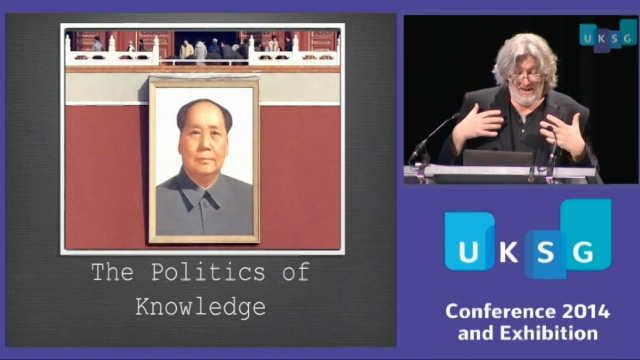 The Politics of
Knowledge
UKSG
UKSG
Conference 2014
and Exhibition